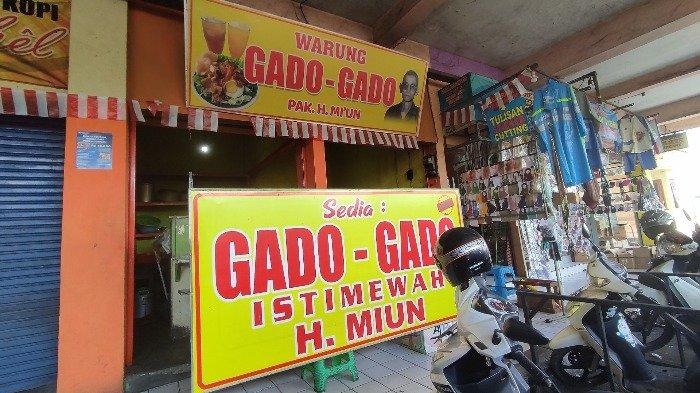 KOPI
WARUNG
GADO-GADO
PAK. H. MI'UN
TULISAN
CUTTING
Sedia :
GADO - GADO
ISTIMEWAH
H. MIUN